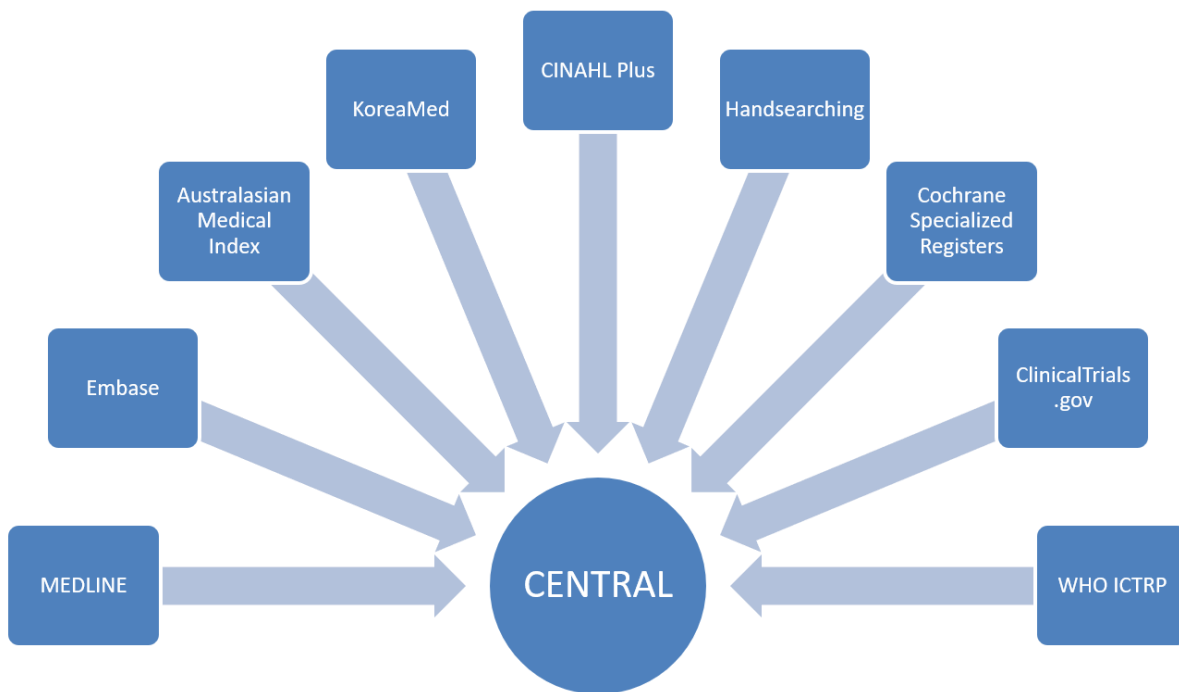 CINAHL Plus
KoreaMed
Handsearching
Australasian
Medical
Index
Cochrane
Specialized
Registers
Embase
ClinicalTrials
.gov
MEDLINE
CENTRAL
WHO ICTRP